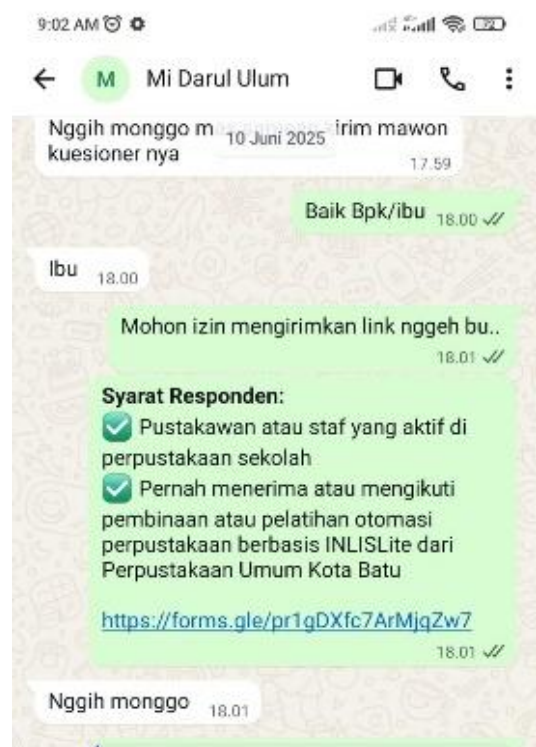 9:02 AM
72
M Mi Darul Ulum
Nggih monggo irim mawon
10 Juni 2025
kuesioner nya
17.59
Baik Bpk/ibu 18.00
Ibu 18.00
Mohon izin mengirimkan link nggeh bu..
18.01
Syarat Responden:
✅ Pustakawan atau staf yang aktif di
perpustakaan sekolah
✅ Pernah menerima atau mengikuti
pembinaan atau pelatihan otomasi
perpustakaan berbasis INLISLite dari
Perpustakaan Umum Kota Batu
https://forms.gle/pr1gDXfc7ArMjqZw7
18.01
Nggih monggo 18.01